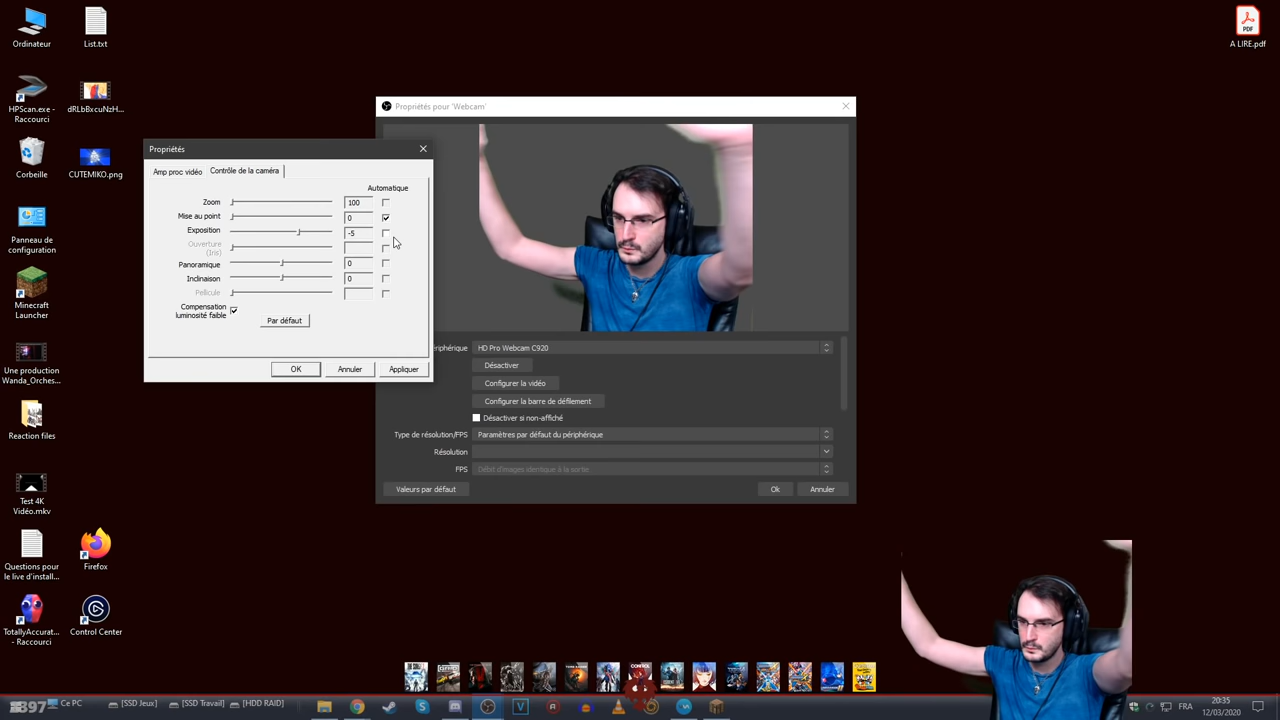 Ordinateur
List.txt
A LIRE.pdf
HPScan.exe -
Raccourci
dRLbBxcuNzH...
Corbeille
CUTEMIKO.png
Panneau de
configuration
Minecraft
Launcher
Une production
Wanda_Orches...
Reaction files
Test 4K
Vidéo.mkv
Questions pour
le live d'install...
Firefox
TotallyAccurat...
- Raccourci
Control Center
Propriétés
Amp proc vidéo
Contrôle de la caméra
Automatique
Zoom 100
Mise au point 0
Exposition -5
Ouverture
(Iris)
Panoramique 0
Inclinaison 0
Pellicule
Compensation
luminosité faible
Par défaut
OK Annuler Appliquer
Propriétés pour 'Webcam'
ériphérique HD Pro Webcam C920
Désactiver
Configurer la vidéo
Configurer la barre de défilement
Désactiver si non-affiché
Type de résolution/FPS Paramètres par défaut du périphérique
Résolution
FPS Débit d'images identique à la sortie
Valeurs par défaut Ok Annuler
Ce PC [SSD Jeux] [SSD Travail] [HDD RAID]
FRA
20:35
12/03/2020